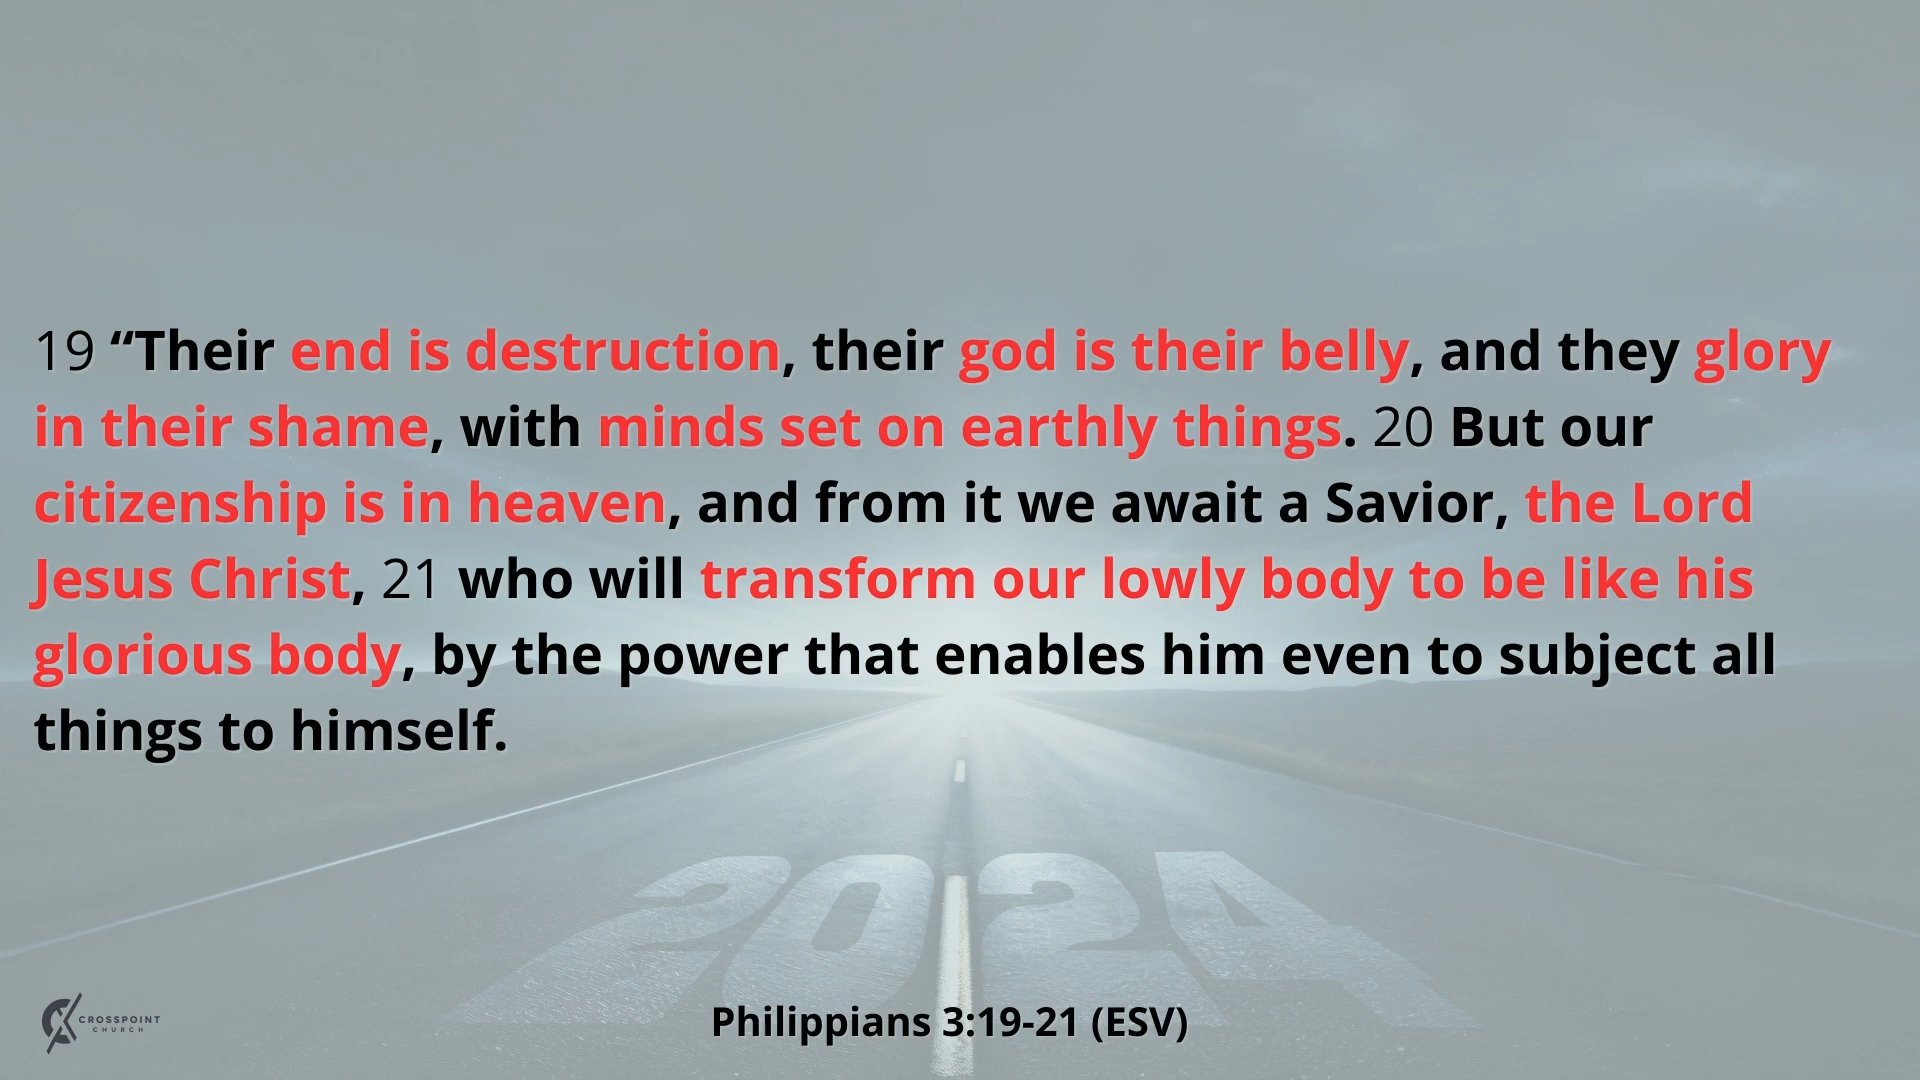 19 “Their end is destruction, their god is their belly, and they glory
in their shame, with minds set on earthly things. 20 But our
citizenship is in heaven, and from it we await a Savior, the Lord
Jesus Christ, 21 who will transform our lowly body to be like his
glorious body, by the power that enables him even to subject all
things to himself.
2024
CROSSPOINT
CHURCH
Philippians 3:19-21 (ESV)